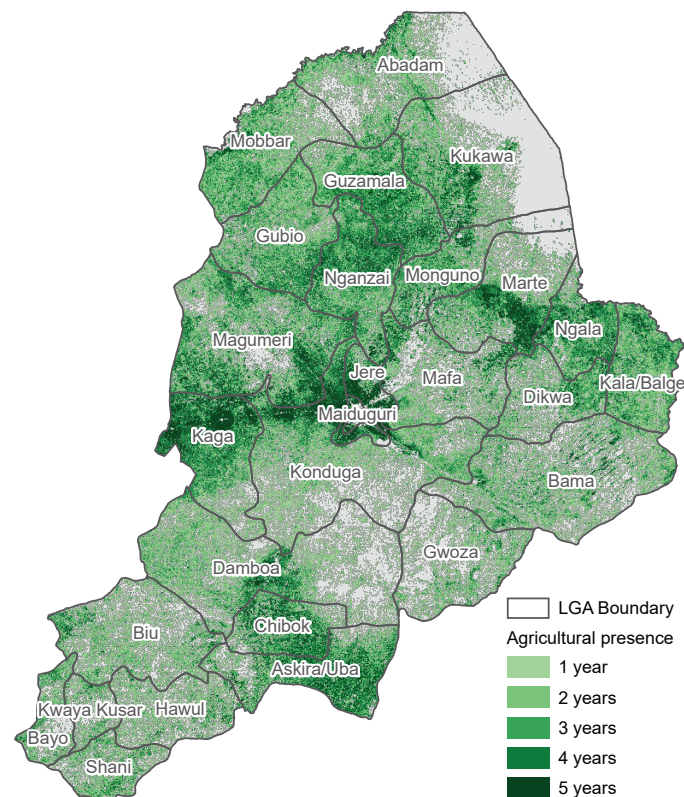 Abadam
Mobbar
Kukawa
Guzamala
Gubio
Nganzai
Monguno
Marte
Magumeri
Ngala
Jere
Mafa
Kala/Balge
Dikwa
Maiduguri
Kaga
Konduga
Bama
Gwoza
Damboa
Chibok
Biu
Askira/Uba
Kwaya Kusar
Hawul
Bayo
Shani
LGA Boundary
Agricultural presence
1 year
2 years
3 years
4 years
5 years